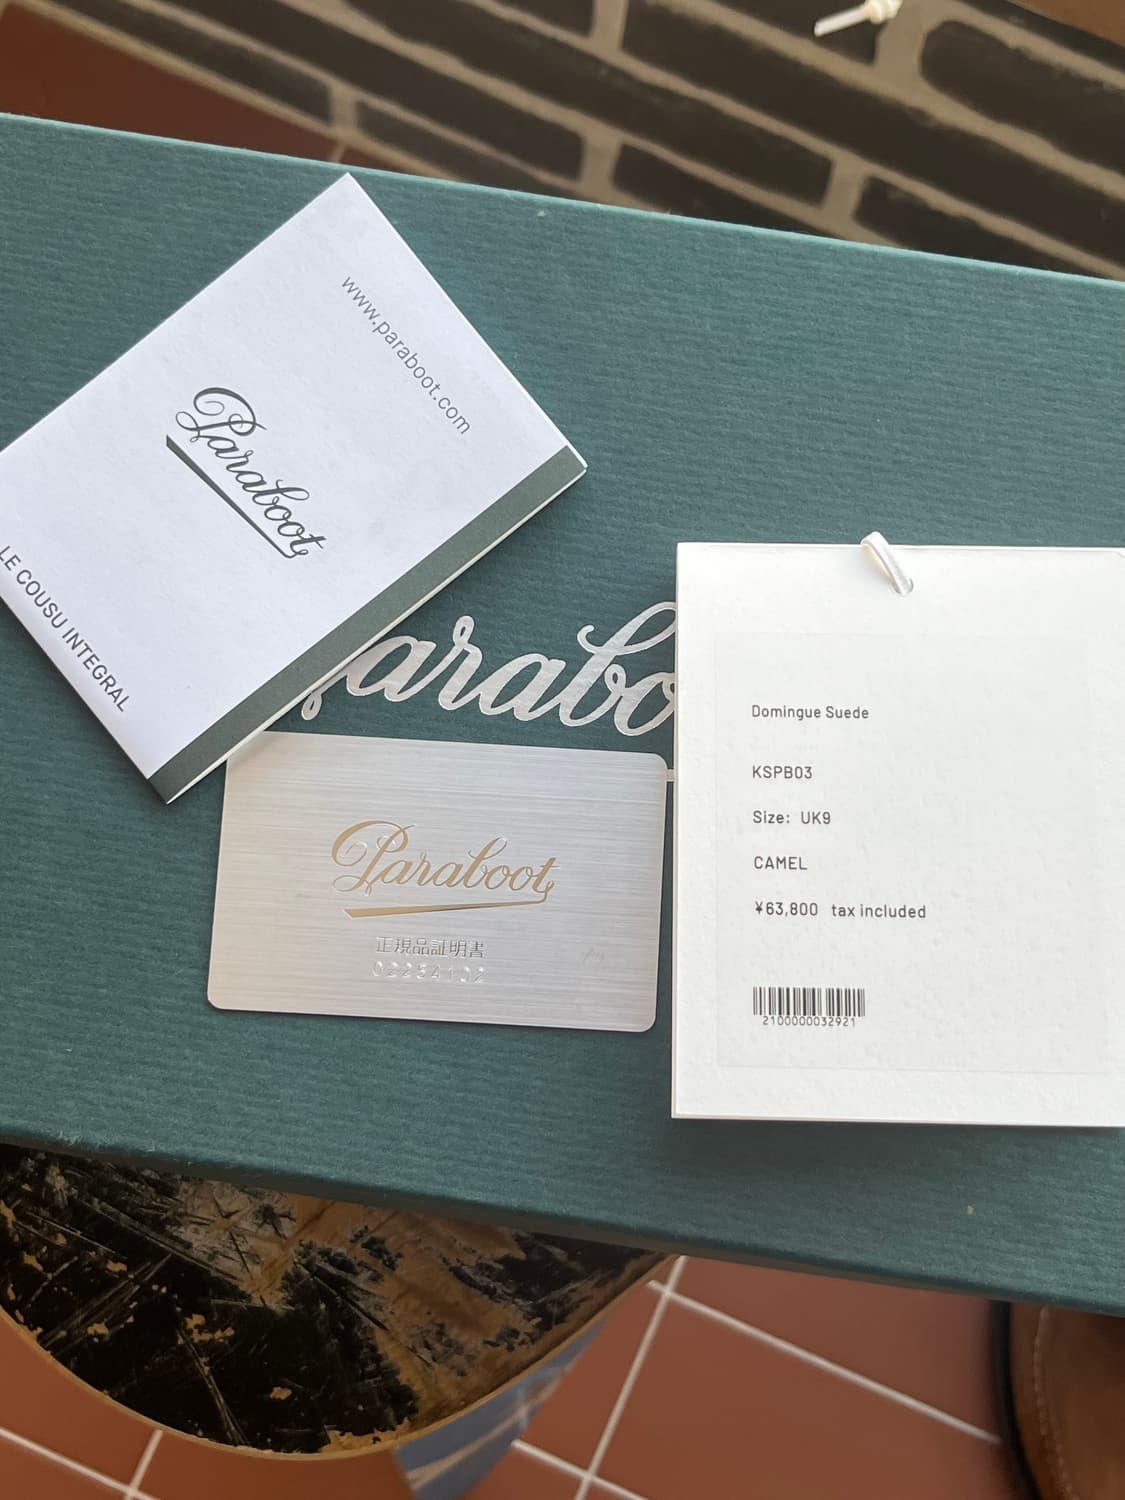 www.paraboot.com
Paraboot
LE COUSU INTEGRAL
Paraboot
正規品証明書
02254102
Domingue Suede
KSPB03
Size: UK9
CAMEL
¥63,800 tax included
2100000032921